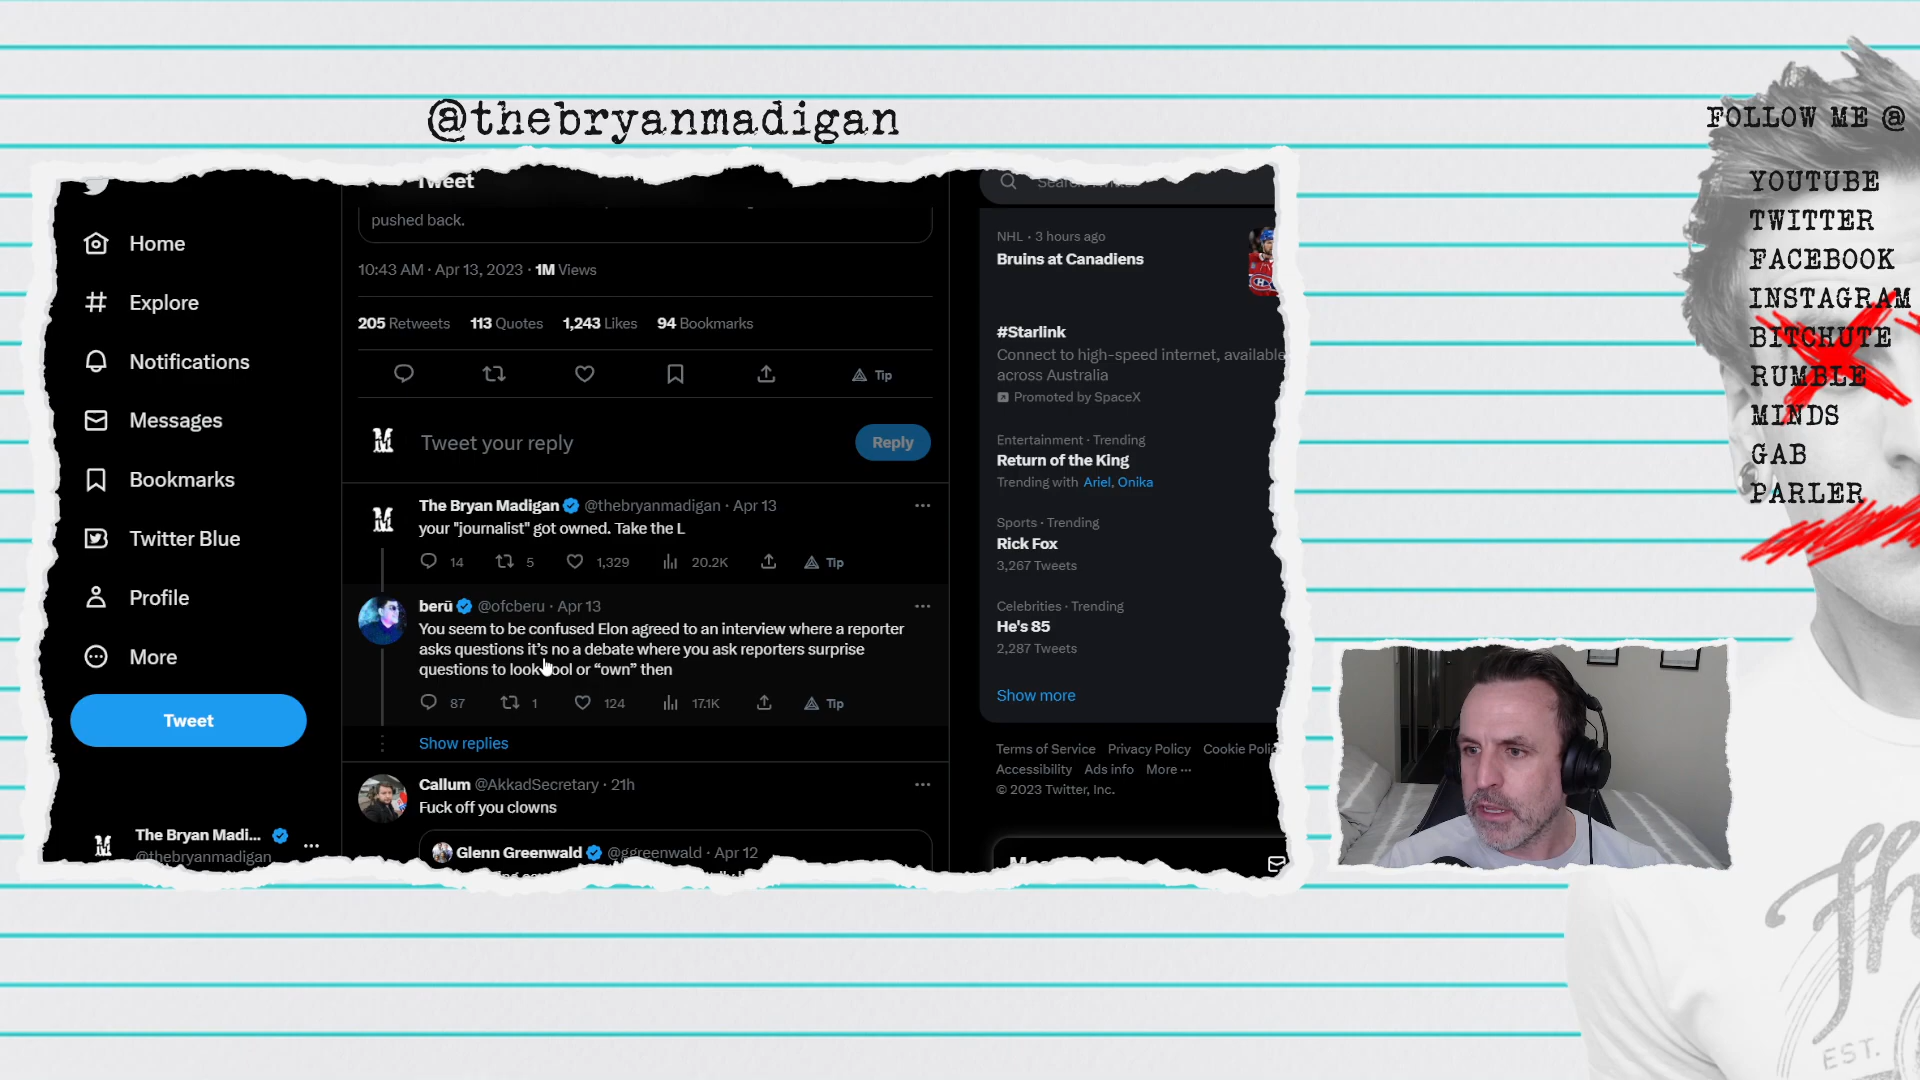 @thebryanmadigan
FOLLOW ME @
YOUTUBE
TWITTER
FACEBOOK
INSTAGRAM
BITCHUTE
RUMBLE
MINDS
GAB
PARLER
Home
Explore
Notifications
Messages
Bookmarks
Twitter Blue
Profile
More
Tweet
The Bryan Madi...
@thebryanmadigan
Tweet
pushed back.
10:43 AM · Apr 13, 2023 · 1M Views
205 Retweets 113 Quotes 1,243 Likes 94 Bookmarks
Tip
Tweet your reply
Reply
The Bryan Madigan @thebryanmadigan · Apr 13
your "journalist" got owned. Take the L
14 5 1,329 20.2K Tip
berū @ofcberu · Apr 13
You seem to be confused Elon agreed to an interview where a reporter
asks questions it's no a debate where you ask reporters surprise
questions to look cool or “own” then
87 1 124 17.1K Tip
Show replies
Callum @AkkadSecretary · 21h
Fuck off you clowns
Glenn Greenwald @ggreenwald · Apr 12
NHL · 3 hours ago
Bruins at Canadiens
#Starlink
Connect to high-speed internet, available
across Australia
Promoted by SpaceX
Entertainment · Trending
Return of the King
Trending with Ariel, Onika
Sports · Trending
Rick Fox
3,267 Tweets
Celebrities · Trending
He's 85
2,287 Tweets
Show more
Terms of Service Privacy Policy Cookie
Accessibility Ads info More ···
© 2023 Twitter, Inc.
EST.